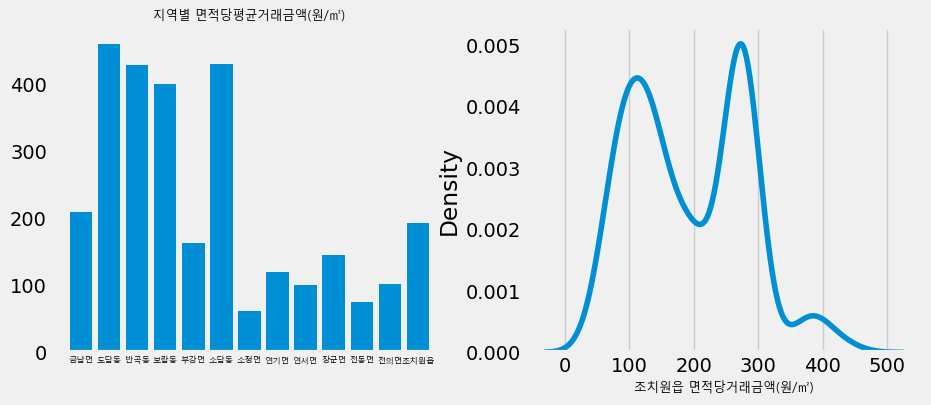 지역별 면적당평균거래금액(원/㎡)
400
300
200
100
0
금남면 도담동 반곡동 보람동 부강면 소담동 소정면 연기면 연서면 장군면 전동면 전의면 조치원읍
Density
0.005
0.004
0.003
0.002
0.001
0.000
0 100 200 300 400 500
조치원읍 면적당거래금액(원/㎡)